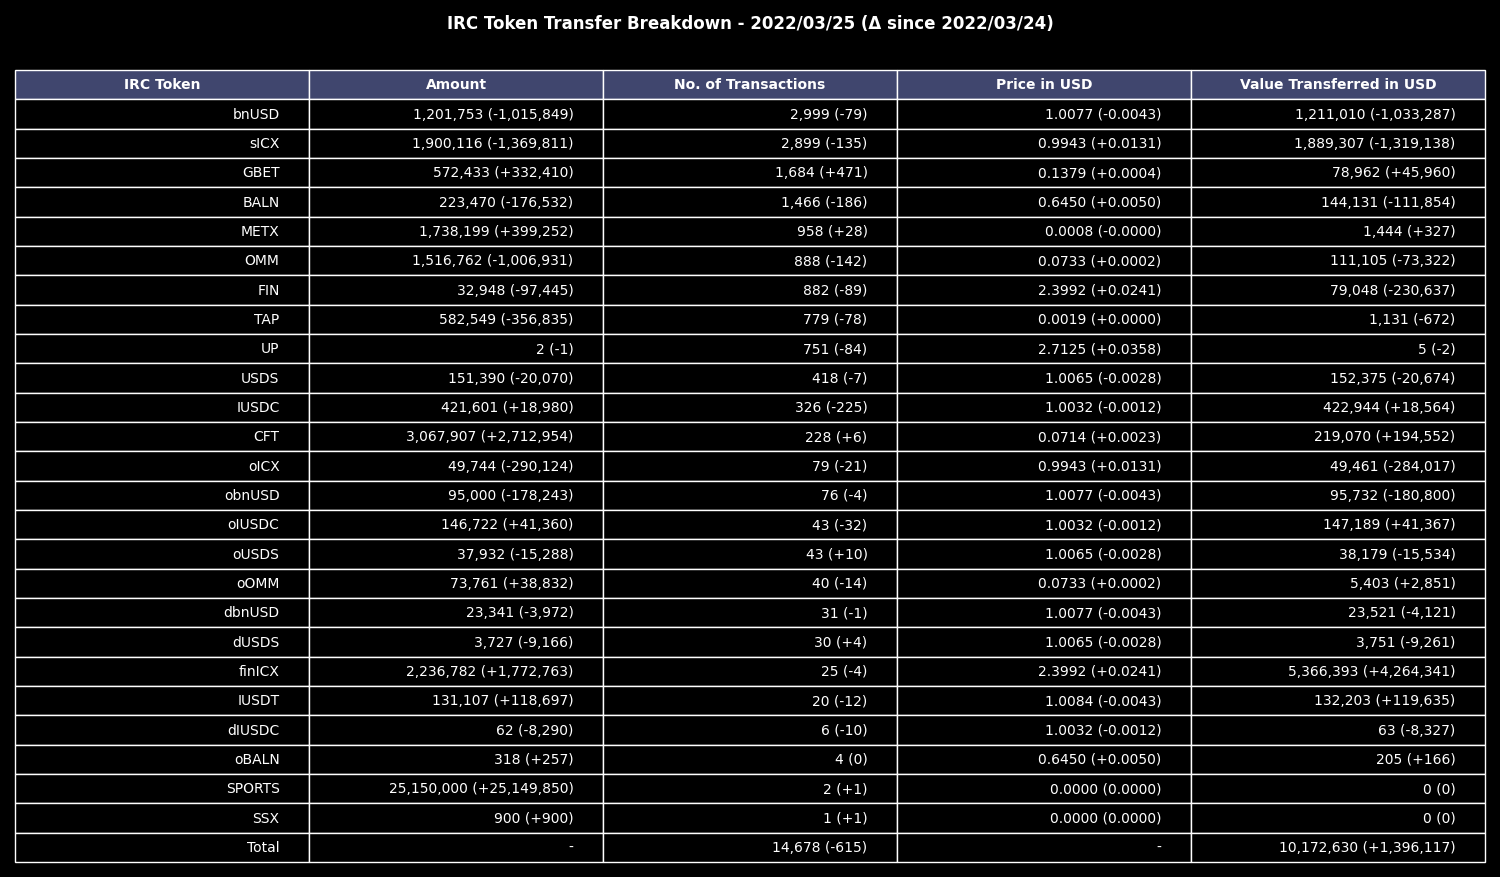 IRC Token Transfer Breakdown - 2022/03/25 (Δ since 2022/03/24)
IRC Token Amount No. of Transactions Price in USD Value Transferred in USD
bnUSD 1,201,753 (-1,015,849) 2,999 (-79) 1.0077 (-0.0043) 1,211,010 (-1,033,287)
sICX 1,900,116 (-1,369,811) 2,899 (-135) 0.9943 (+0.0131) 1,889,307 (-1,319,138)
GBET 572,433 (+332,410) 1,684 (+471) 0.1379 (+0.0004) 78,962 (+45,960)
BALN 223,470 (-176,532) 1,466 (-186) 0.6450 (+0.0050) 144,131 (-111,854)
METX 1,738,199 (+399,252) 958 (+28) 0.0008 (-0.0000) 1,444 (+327)
OMM 1,516,762 (-1,006,931) 888 (-142) 0.0733 (+0.0002) 111,105 (-73,322)
FIN 32,948 (-97,445) 882 (-89) 2.3992 (+0.0241) 79,048 (-230,637)
TAP 582,549 (-356,835) 779 (-78) 0.0019 (+0.0000) 1,131 (-672)
UP 2 (-1) 751 (-84) 2.7125 (+0.0358) 5 (-2)
USDS 151,390 (-20,070) 418 (-7) 1.0065 (-0.0028) 152,375 (-20,674)
IUSDC 421,601 (+18,980) 326 (-225) 1.0032 (-0.0012) 422,944 (+18,564)
CFT 3,067,907 (+2,712,954) 228 (+6) 0.0714 (+0.0023) 219,070 (+194,552)
oICX 49,744 (-290,124) 79 (-21) 0.9943 (+0.0131) 49,461 (-284,017)
obnUSD 95,000 (-178,243) 76 (-4) 1.0077 (-0.0043) 95,732 (-180,800)
oIUSDC 146,722 (+41,360) 43 (-32) 1.0032 (-0.0012) 147,189 (+41,367)
oUSDS 37,932 (-15,288) 43 (+10) 1.0065 (-0.0028) 38,179 (-15,534)
oOMM 73,761 (+38,832) 40 (-14) 0.0733 (+0.0002) 5,403 (+2,851)
dbnUSD 23,341 (-3,972) 31 (-1) 1.0077 (-0.0043) 23,521 (-4,121)
dUSDS 3,727 (-9,166) 30 (+4) 1.0065 (-0.0028) 3,751 (-9,261)
finICX 2,236,782 (+1,772,763) 25 (-4) 2.3992 (+0.0241) 5,366,393 (+4,264,341)
IUSDT 131,107 (+118,697) 20 (-12) 1.0084 (-0.0043) 132,203 (+119,635)
dIUSDC 62 (-8,290) 6 (-10) 1.0032 (-0.0012) 63 (-8,327)
oBALN 318 (+257) 4 (0) 0.6450 (+0.0050) 205 (+166)
SPORTS 25,150,000 (+25,149,850) 2 (+1) 0.0000 (0.0000) 0 (0)
SSX 900 (+900) 1 (+1) 0.0000 (0.0000) 0 (0)
Total - 14,678 (-615) - 10,172,630 (+1,396,117)